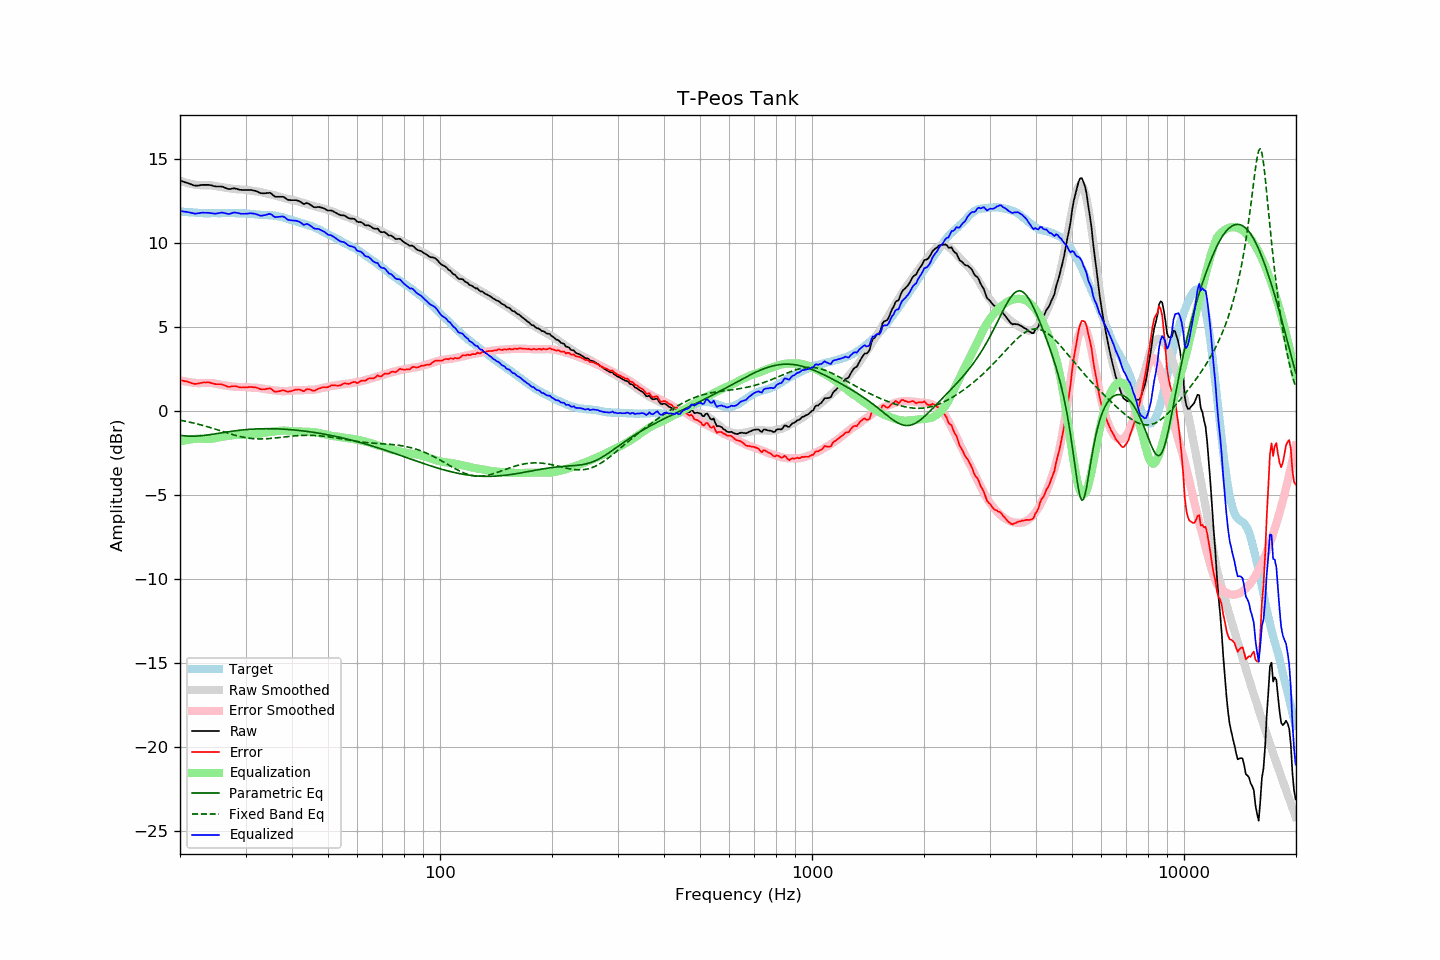 T-Peos Tank
Amplitude (dBr)
15
10
5
0
−5
−10
−15
−20
−25
Target
Raw Smoothed
Error Smoothed
Raw
Error
Equalization
Parametric Eq
Fixed Band Eq
Equalized
100
1000
10000
Frequency (Hz)